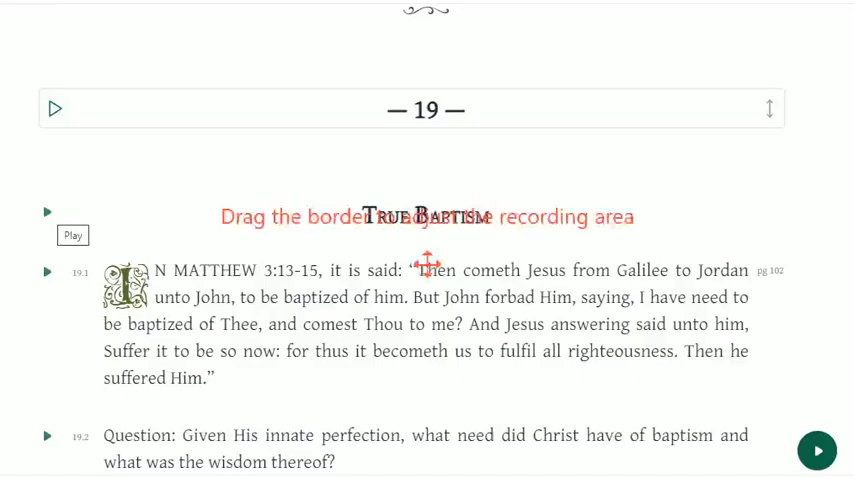 — 19 —
TRUE BAPTISM
Drag the border to adjust the recording area
Play
19.1
IN MATTHEW 3:13-15, it is said: “Then cometh Jesus from Galilee to Jordan
pg 102
unto John, to be baptized of him. But John forbad Him, saying, I have need to
be baptized of Thee, and comest Thou to me? And Jesus answering said unto him,
Suffer it to be so now: for thus it becometh us to fulfil all righteousness. Then he
suffered Him.”
19.2
Question: Given His innate perfection, what need did Christ have of baptism and
what was the wisdom thereof?